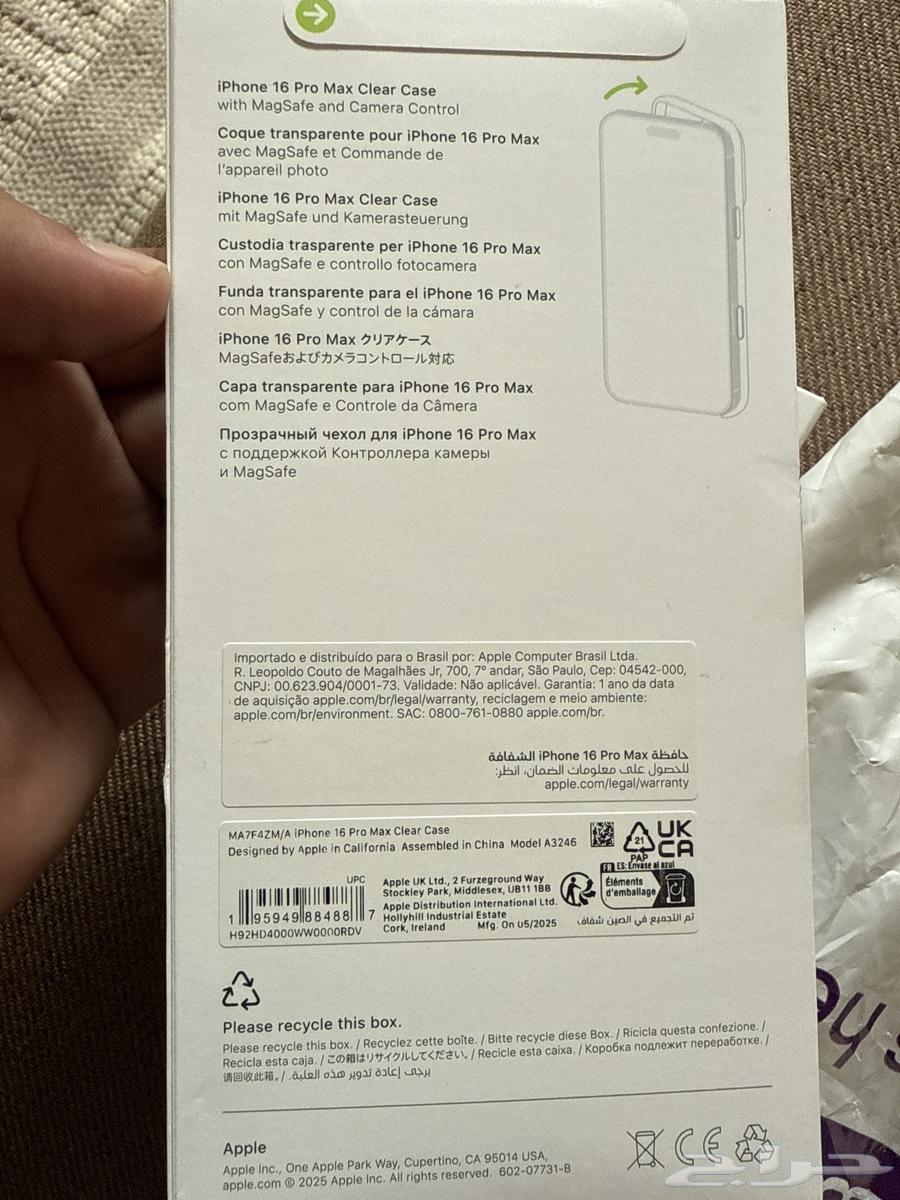 iPhone 16 Pro Max Clear Case
with MagSafe and Camera Control
Coque transparente pour iPhone 16 Pro Max
avec MagSafe et Commande de
l'appareil photo
iPhone 16 Pro Max Clear Case
mit MagSafe und Kamerasteuerung
Custodia trasparente per iPhone 16 Pro Max
con MagSafe e controllo fotocamera
Funda transparente para el iPhone 16 Pro Max
con MagSafe y control de la cámara
iPhone 16 Pro Max クリアケース
MagSafeおよびカメラコントロール対応
Capa transparente para iPhone 16 Pro Max
com MagSafe e Controle da Câmera
Прозрачный чехол для iPhone 16 Pro Max
с поддержкой Контроллера камеры
и MagSafe
Importado e distribuído para o Brasil por: Apple Computer Brasil Ltda.
R. Leopoldo Couto de Magalhães Jr, 700, 7º andar, São Paulo, Cep: 04542-000,
CNPJ: 00.623.904/0001-73. Validade: Não aplicável. Garantia: 1 ano da data
de aquisição apple.com/br/legal/warranty, reciclagem e meio ambiente:
apple.com/br/environment. SAC: 0800-761-0880 apple.com/br.
حافظة iPhone 16 Pro Max الشفافة
للحصول على معلومات الضمان، انظر:
apple.com/legal/warranty
MA7F4ZM/A iPhone 16 Pro Max Clear Case
Designed by Apple in California Assembled in China Model A3246
21
PAP
UK
CA
FR ES: Envase al azul
Éléments
d'emballage
UPC
1 95949 88488 7
H92HD4000WW0000RDV
Apple UK Ltd., 2 Furzeground Way
Stockley Park, Middlesex, UB11 1BB
Apple Distribution International Ltd.
Hollyhill Industrial Estate
Cork, Ireland Mfg. On 05/2025
تم التجميع في الصين شفاف
Please recycle this box.
Please recycle this box. / Recyclez cette boîte. / Bitte recycle diese Box. / Ricicla questa confezione. /
Recicla esta caja. / この箱はリサイクルしてください。/ Recicle esta caixa. / Коробка подлежит переработке. /
请回收此箱。/ يرجى إعادة تدوير هذه العلبة.
Apple
Apple Inc., One Apple Park Way, Cupertino, CA 95014 USA.
apple.com © 2025 Apple Inc. All rights reserved. 602-07731-B
CE
حراج